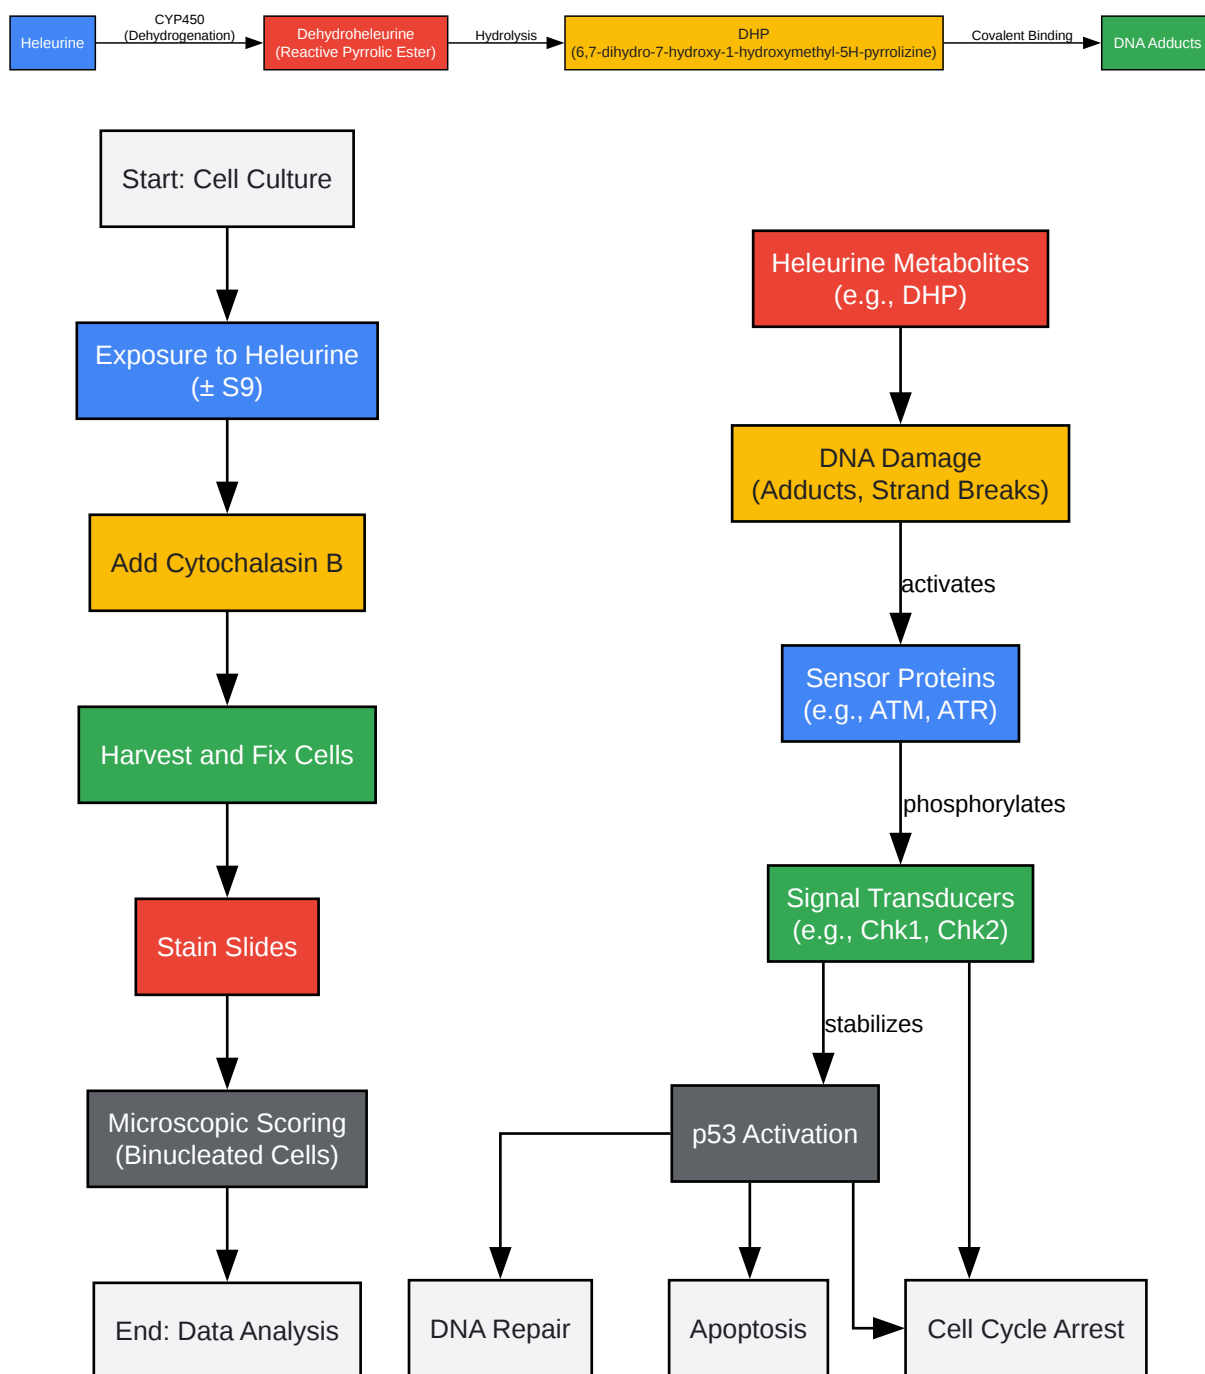 Heleurine
CYP450
(Dehydrogenation)
Dehydroheleurine
(Reactive Pyrrolic Ester)
Hydrolysis
DHP
(6,7-dihydro-7-hydroxy-1-hydroxymethyl-5H-pyrrolizine)
Covalent Binding
DNA Adducts
Start: Cell Culture
Exposure to Heleurine
(± S9)
Add Cytochalasin B
Harvest and Fix Cells
Stain Slides
Microscopic Scoring
(Binucleated Cells)
End: Data Analysis
Heleurine Metabolites
(e.g., DHP)
DNA Damage
(Adducts, Strand Breaks)
activates
Sensor Proteins
(e.g., ATM, ATR)
phosphorylates
Signal Transducers
(e.g., Chk1, Chk2)
stabilizes
p53 Activation
DNA Repair
Apoptosis
Cell Cycle Arrest